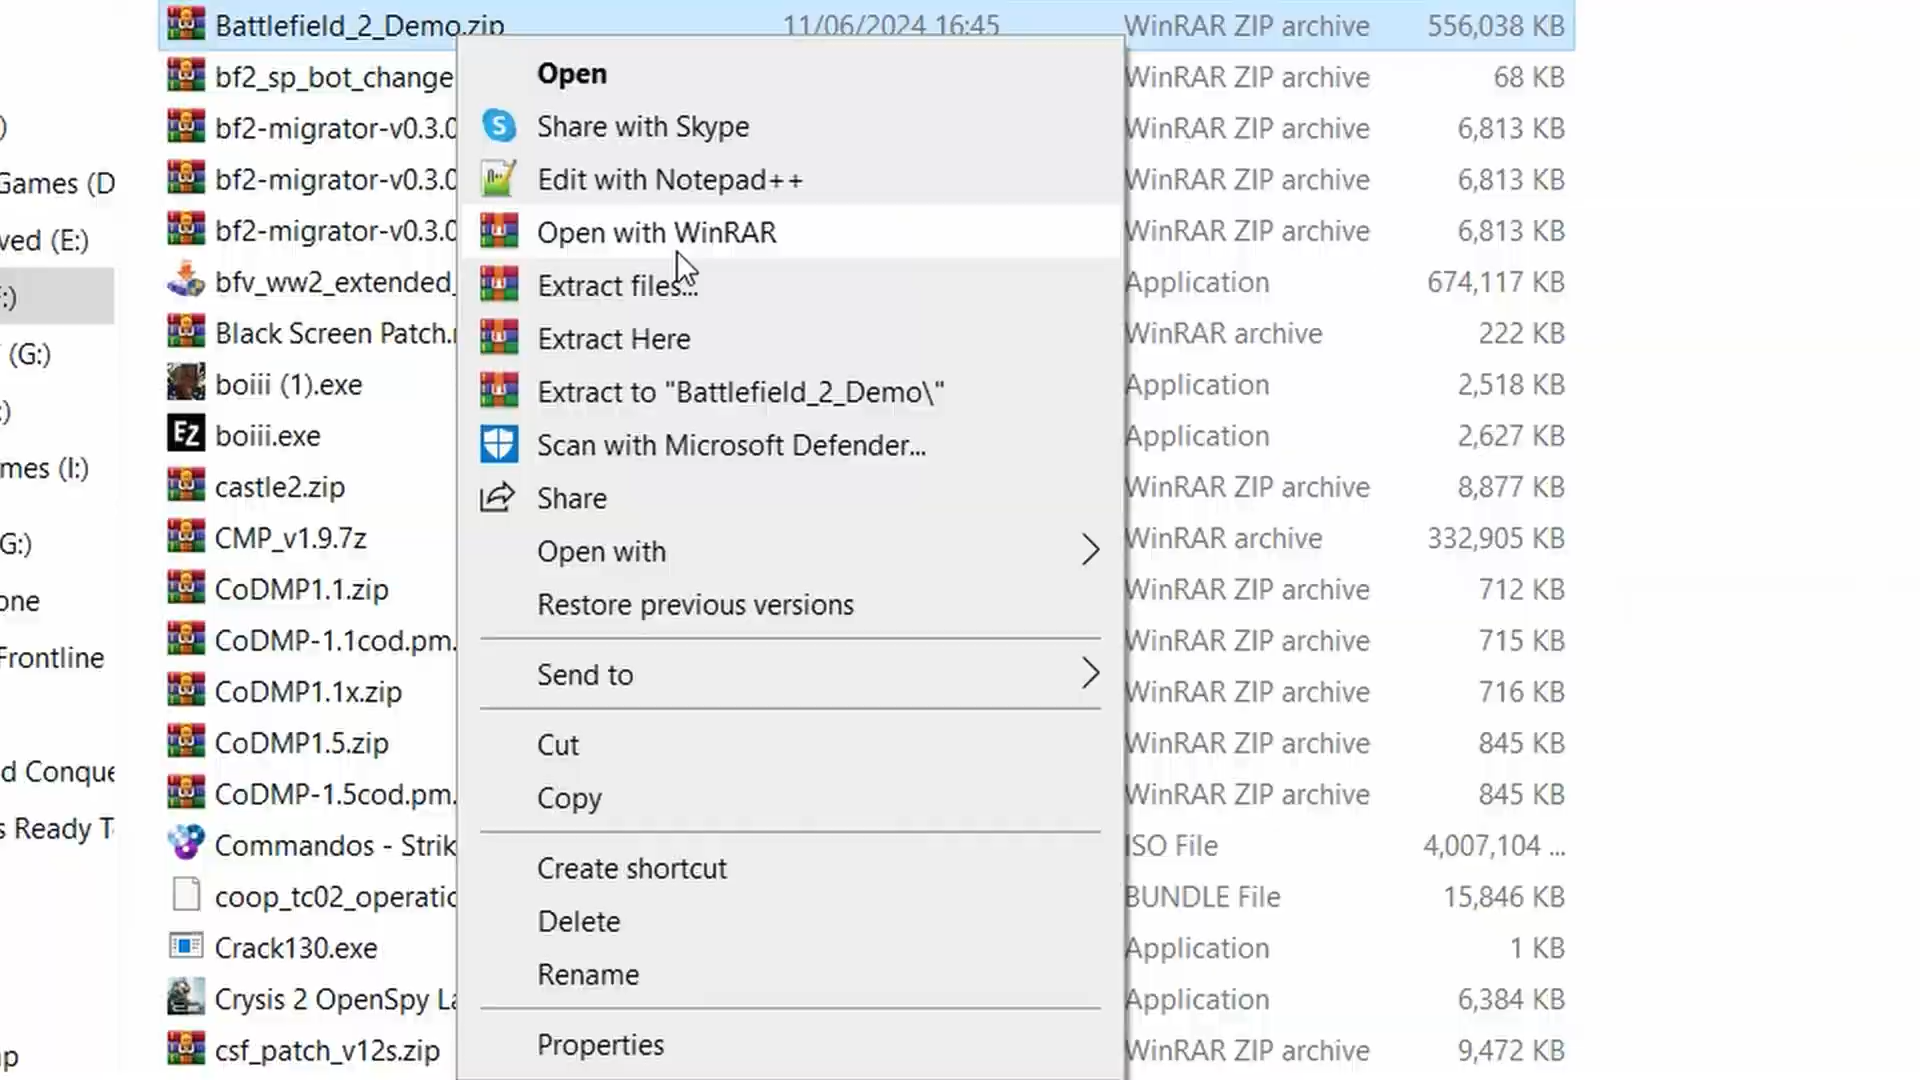 Battlefield_2_Demo.zip 11/06/2024 16:45 WinRAR ZIP archive 556,038 KB
bf2_sp_bot_change WinRAR ZIP archive 68 KB
bf2-migrator-v0.3.0 WinRAR ZIP archive 6,813 KB
bf2-migrator-v0.3.0 WinRAR ZIP archive 6,813 KB
bf2-migrator-v0.3.0 WinRAR ZIP archive 6,813 KB
bfv_ww2_extended_ Application 674,117 KB
Black Screen Patch. WinRAR archive 222 KB
boiii (1).exe Application 2,518 KB
boiii.exe Application 2,627 KB
castle2.zip WinRAR ZIP archive 8,877 KB
CMP_v1.9.7z WinRAR archive 332,905 KB
CoDMP1.1.zip WinRAR ZIP archive 712 KB
CoDMP-1.1cod.pm. WinRAR ZIP archive 715 KB
CoDMP1.1x.zip WinRAR ZIP archive 716 KB
CoDMP1.5.zip WinRAR ZIP archive 845 KB
CoDMP-1.5cod.pm. WinRAR ZIP archive 845 KB
Commandos - Strik ISO File 4,007,104 ...
coop_tc02_operatic BUNDLE File 15,846 KB
Crack130.exe Application 1 KB
Crysis 2 OpenSpy La Application 6,384 KB
csf_patch_v12s.zip WinRAR ZIP archive 9,472 KB
)
Games (D
ved (E:)
:)
(G:)
:)
mes (I:)
G:)
one
Frontline
d Conque
s Ready T
p
Open
Share with Skype
Edit with Notepad++
Open with WinRAR
Extract files...
Extract Here
Extract to "Battlefield_2_Demo\"
Scan with Microsoft Defender...
Share
Open with
Restore previous versions
Send to
Cut
Copy
Create shortcut
Delete
Rename
Properties
EZ